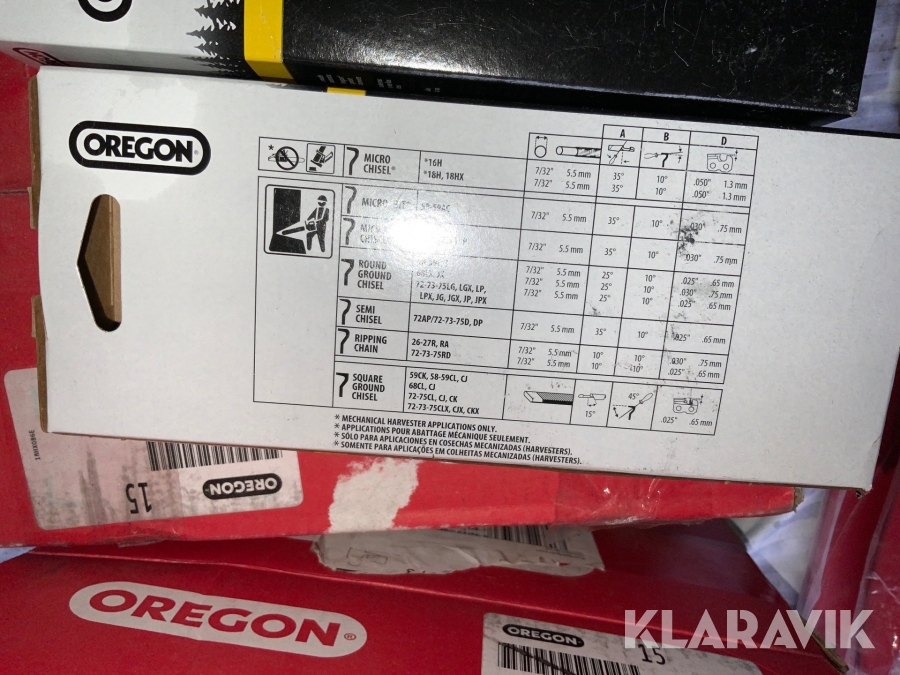 OREGON
A B D
* MICRO CHISEL® *16H *18H, 18HX 7/32" 5.5 mm 35° 10° .050" 1.3 mm
7/32" 5.5 mm 35° 10° .050" 1.3 mm
MICRO 58-59AC 7/32" 5.5 mm 35° 10° .030" .75 mm
CHISEL 7/32" 5.5 mm 35° 10° .030" .75 mm
ROUND GROUND CHISEL 72-73-75LG, LGX, LP, LPX, JG, JGX, JP, JPX 7/32" 5.5 mm 25° 10° .025" .65 mm
7/32" 5.5 mm 25° 10° .030" .75 mm
7/32" 5.5 mm 25° 10° .025" .65 mm
SEMI CHISEL 72AP/72-73-75D, DP 7/32" 5.5 mm 35° 10° .025" .65 mm
RIPPING CHAIN 26-27R, RA 7/32" 5.5 mm 10° 10° .030" .75 mm
72-73-75RD 7/32" 5.5 mm 10° 10° .025" .65 mm
SQUARE GROUND CHISEL 59CK, 58-59CL, CJ
68CL, CJ
72-75CL, CJ, CK
72-73-75CLX, CJX, CKX 15° 45° .025" .65 mm
* MECHANICAL HARVESTER APPLICATIONS ONLY.
* APPLICATIONS POUR ABATTAGE MÉCANIQUE SEULEMENT.
* SÓLO PARA APLICACIONES EN COSECHAS MECANIZADAS (HARVESTERS).
* SOMENTE PARA APLICAÇÕES EM COLHEITAS MECANIZADAS (HARVESTERS).
15 OREGON
OREGON®
OREGON
15
KLARAVIK